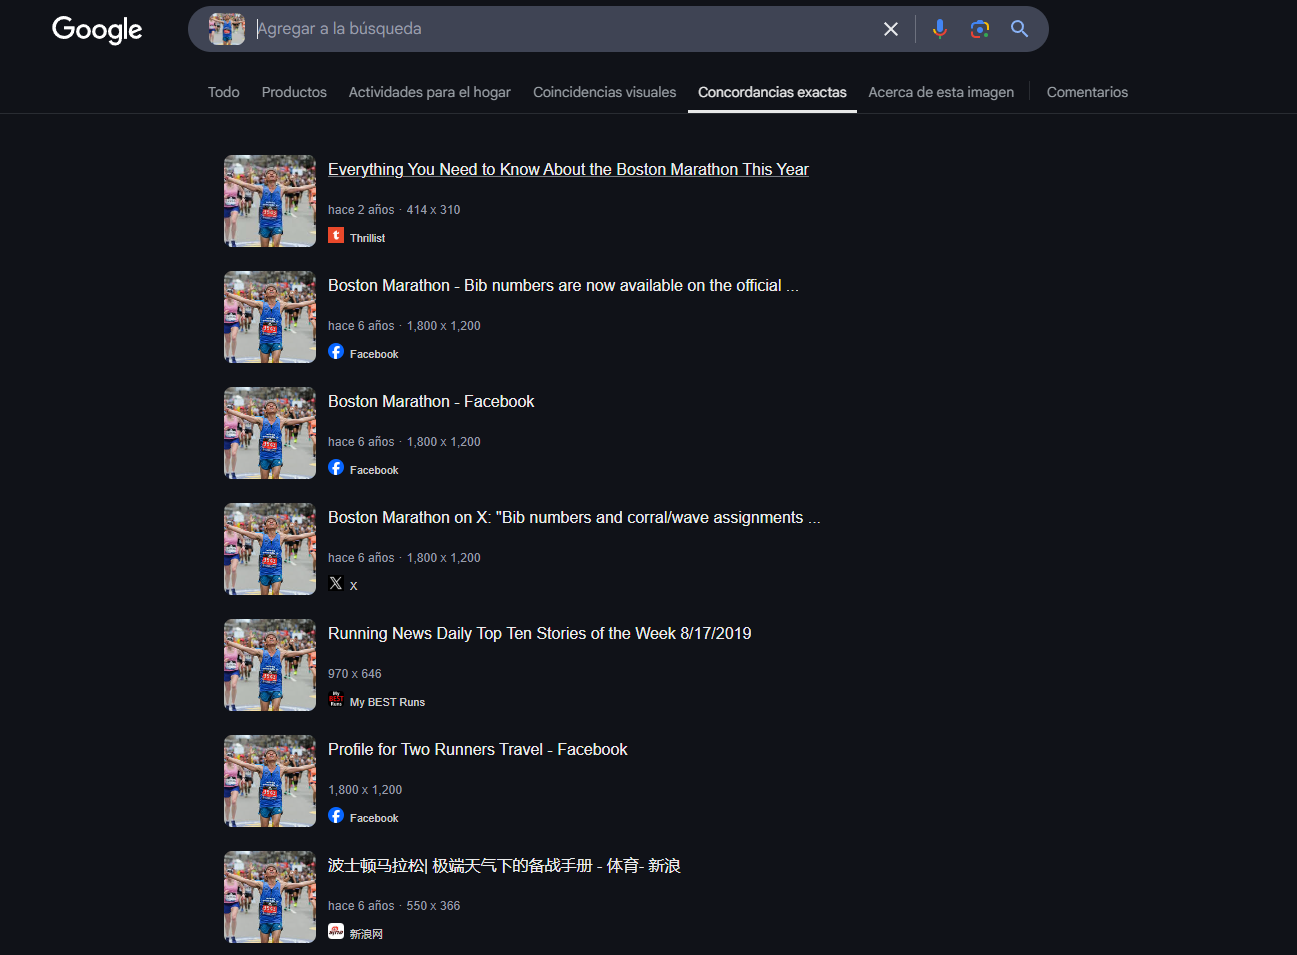 Google
Agregar a la búsqueda
Todo Productos Actividades para el hogar Coincidencias visuales Concordancias exactas Acerca de esta imagen Comentarios
Everything You Need to Know About the Boston Marathon This Year
hace 2 años · 414 x 310
Thrillist
Boston Marathon - Bib numbers are now available on the official ...
hace 6 años · 1,800 x 1,200
Facebook
Boston Marathon - Facebook
hace 6 años · 1,800 x 1,200
Facebook
Boston Marathon on X: "Bib numbers and corral/wave assignments ...
hace 6 años · 1,800 x 1,200
X
Running News Daily Top Ten Stories of the Week 8/17/2019
970 x 646
My BEST Runs
Profile for Two Runners Travel - Facebook
1,800 x 1,200
Facebook
波士顿马拉松| 极端天气下的备战手册 - 体育- 新浪
hace 6 años · 550 x 366
新浪网